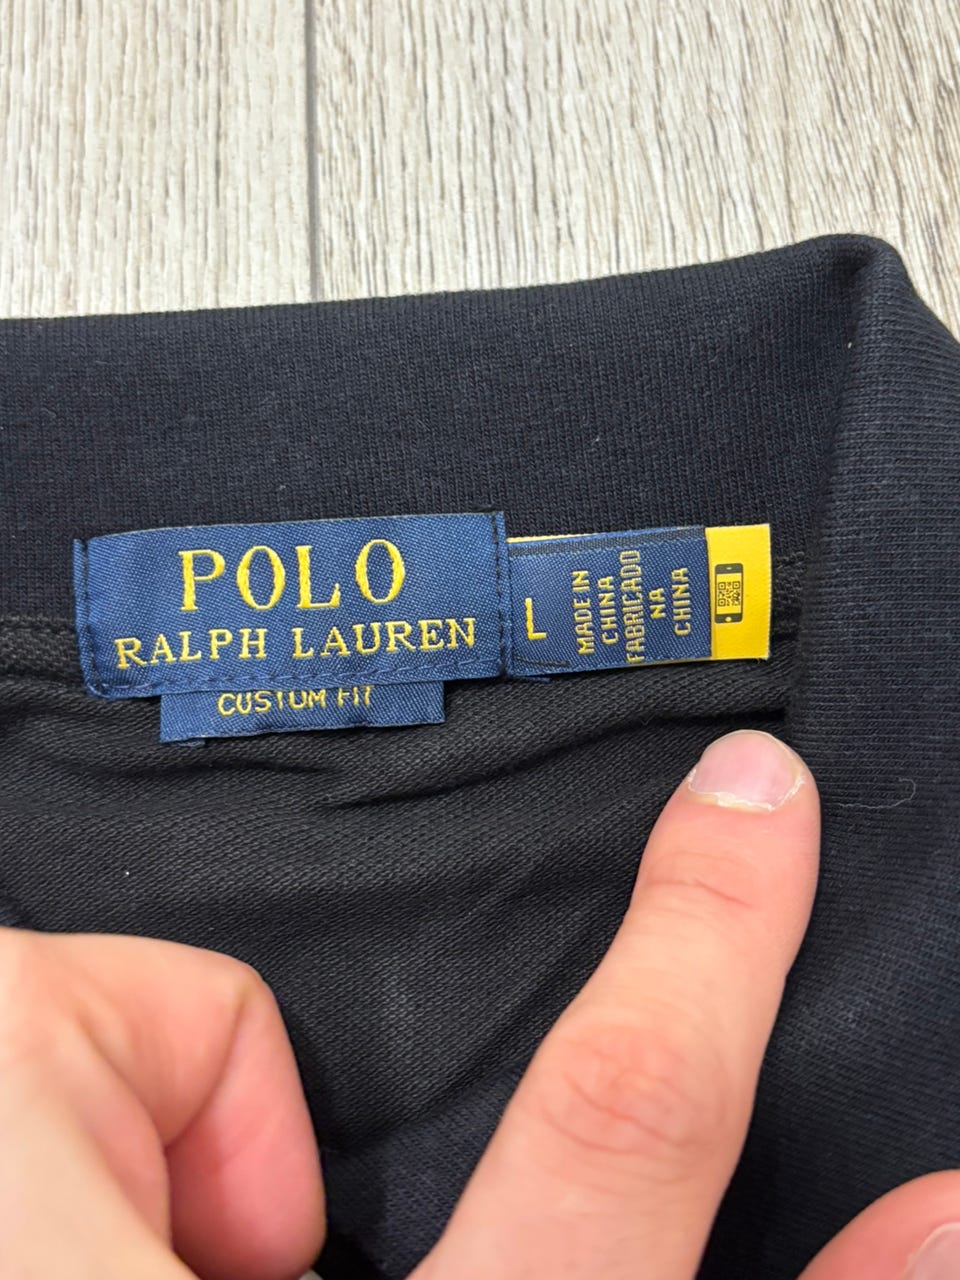 POLO
RALPH LAUREN
CUSTOM FIT
L
MADE IN
CHINA
FABRICADO
NA
CHINA